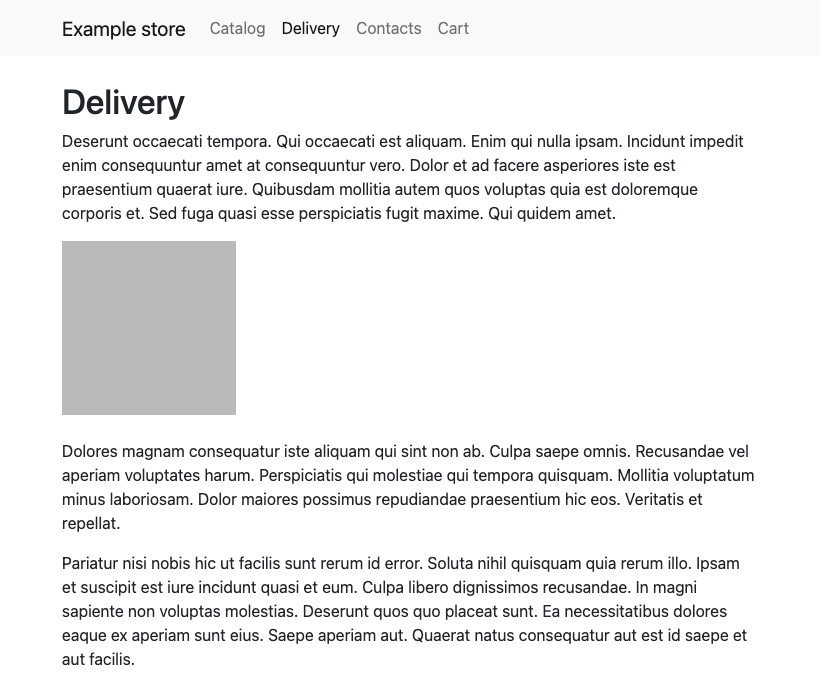 Example store Catalog Delivery Contacts Cart
Delivery
Deserunt occaecati tempora. Qui occaecati est aliquam. Enim qui nulla ipsam. Incidunt impedit
enim consequuntur amet at consequuntur vero. Dolor et ad facere asperiores iste est
praesentium quaerat iure. Quibusdam mollitia autem quos voluptas quia est doloremque
corporis et. Sed fuga quasi esse perspiciatis fugit maxime. Qui quidem amet.
Dolores magnam consequatur iste aliquam qui sint non ab. Culpa saepe omnis. Recusandae vel
aperiam voluptates harum. Perspiciatis qui molestiae qui tempora quisquam. Mollitia voluptatum
minus laboriosam. Dolor maiores possimus repudiandae praesentium hic eos. Veritatis et
repellat.
Pariatur nisi nobis hic ut facilis sunt rerum id error. Soluta nihil quisquam quia rerum illo. Ipsam
et suscipit est iure incidunt quasi et eum. Culpa libero dignissimos recusandae. In magni
sapiente non voluptas molestias. Deserunt quos quo placeat sunt. Ea necessitatibus dolores
eaque ex aperiam sunt eius. Saepe aperiam aut. Quaerat natus consequatur aut est id saepe et
aut facilis.